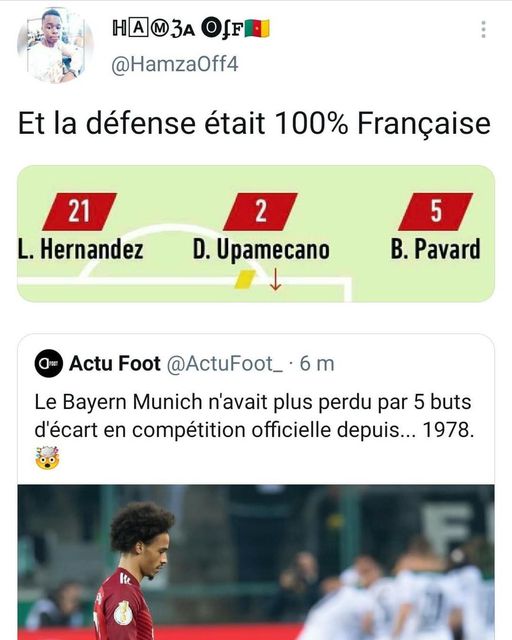 HAM3A OſF🇨🇲
@HamzaOff4
Et la défense était 100% Française
21 2 5
L. Hernandez D. Upamecano B. Pavard
Actu Foot @ActuFoot_ · 6 m
Le Bayern Munich n'avait plus perdu par 5 buts
d'écart en compétition officielle depuis... 1978.
🤯